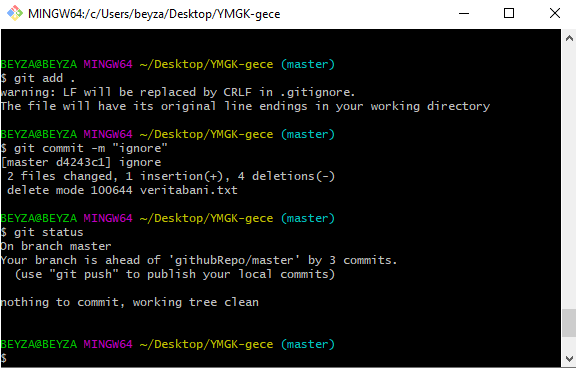 MINGW64:/c/Users/beyza/Desktop/YMGK-gece
BEYZA@BEYZA MINGW64 ~/Desktop/YMGK-gece (master)
$ git add .
warning: LF will be replaced by CRLF in .gitignore.
The file will have its original line endings in your working directory
BEYZA@BEYZA MINGW64 ~/Desktop/YMGK-gece (master)
$ git commit -m "ignore"
[master d4243c1] ignore
 2 files changed, 1 insertion(+), 4 deletions(-)
 delete mode 100644 veritabani.txt
BEYZA@BEYZA MINGW64 ~/Desktop/YMGK-gece (master)
$ git status
On branch master
Your branch is ahead of 'githubRepo/master' by 3 commits.
  (use "git push" to publish your local commits)
nothing to commit, working tree clean
BEYZA@BEYZA MINGW64 ~/Desktop/YMGK-gece (master)
$